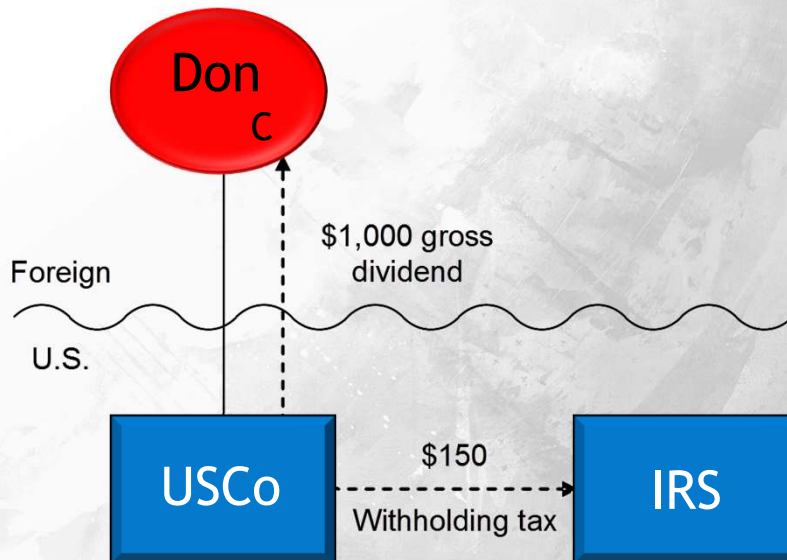 Don
C
$1,000 gross
dividend
Foreign
U.S.
$150
USCo
IRS
Withholding tax